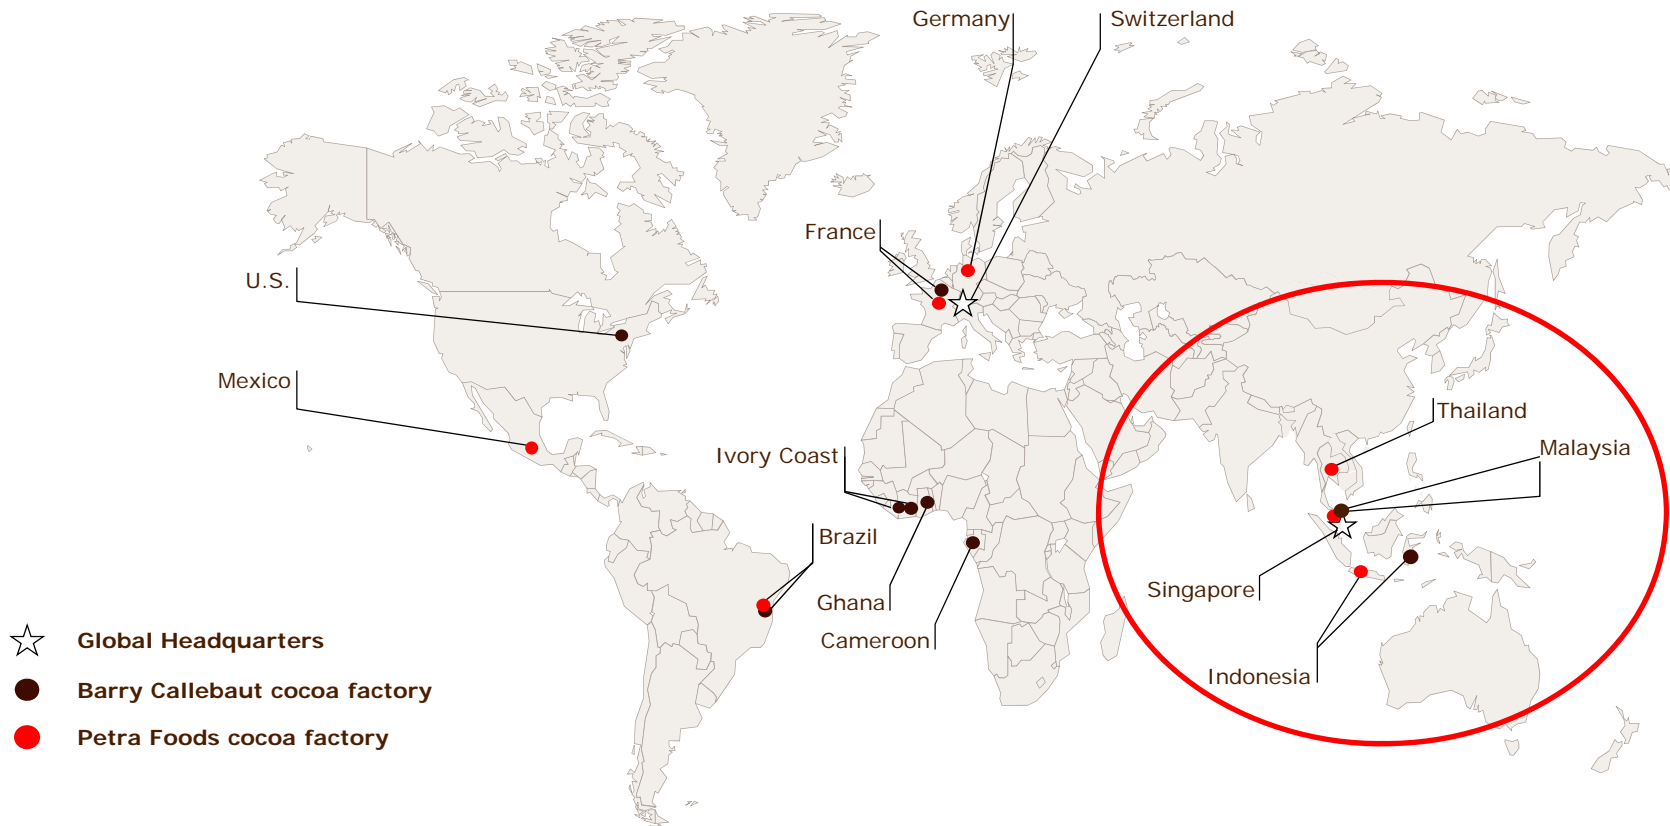 Germany
Switzerland
France
U.S.
Mexico
Thailand
Malaysia
Ivory Coast
Brazil
Singapore
Ghana
Cameroon
Indonesia
Global Headquarters
Barry Callebaut cocoa factory
Petra Foods cocoa factory